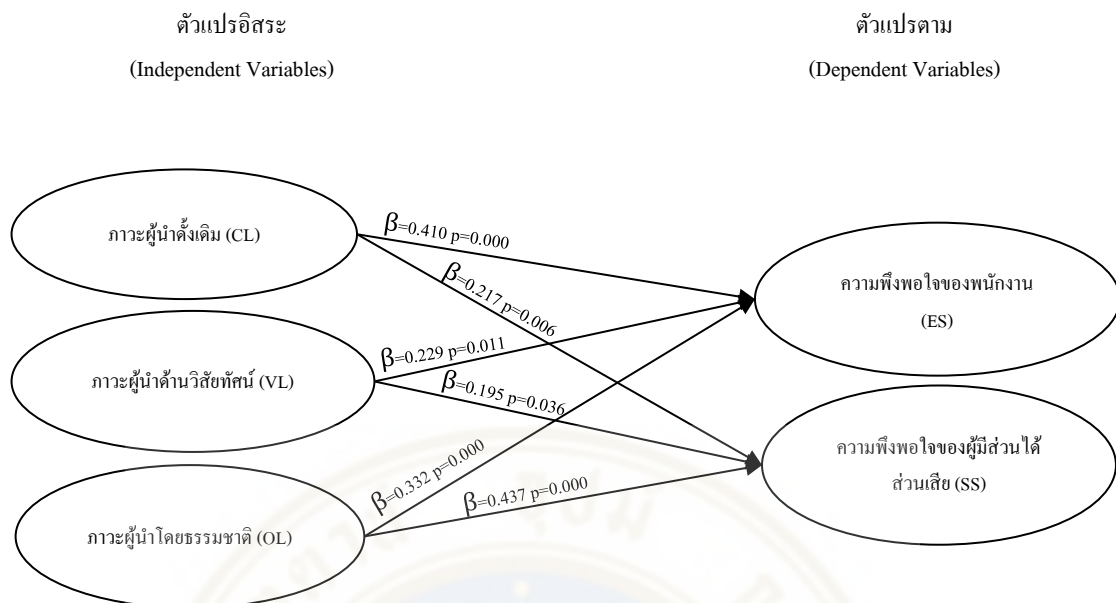 ตัวแปรอิสระ
(Independent Variables)
ตัวแปรตาม
(Dependent Variables)
ภาวะผู้นำดั้งเดิม (CL)
ภาวะผู้นำด้านวิสัยทัศน์ (VL)
ภาวะผู้นำโดยธรรมชาติ (OL)
β=0.410 p=0.000
β=0.217 p=0.006
β=0.229 p=0.011
β=0.195 p=0.036
β=0.332 p=0.000
β=0.437 p=0.000
ความพึงพอใจของพนักงาน
(ES)
ความพึงพอใจของผู้มีส่วนได้
ส่วนเสีย (SS)